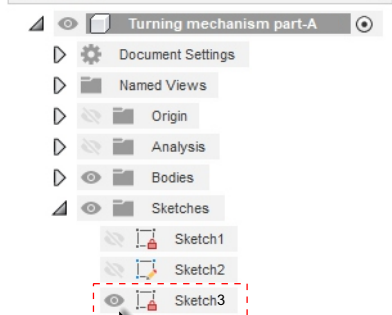 Turning mechanism part-A
Document Settings
Named Views
Origin
Analysis
Bodies
Sketches
Sketch1
Sketch2
Sketch3